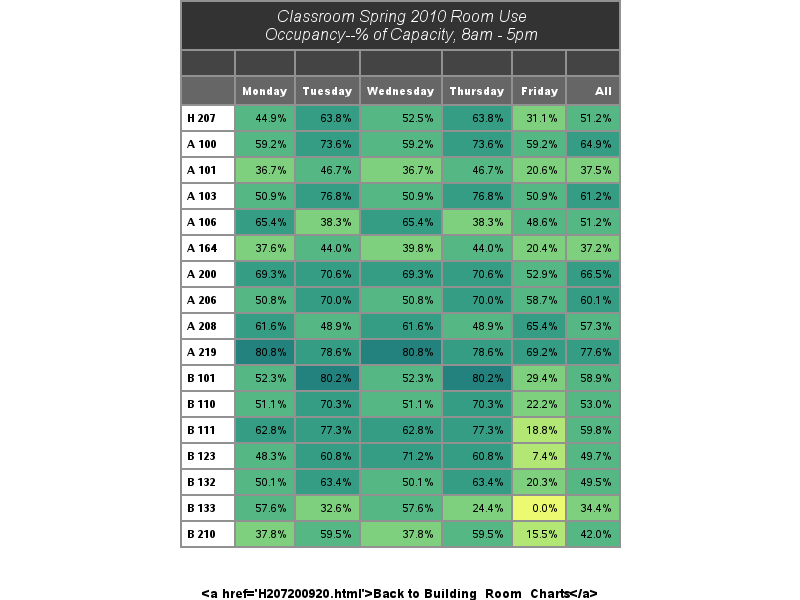 Classroom Spring 2010 Room Use
Occupancy--% of Capacity, 8am - 5pm
Monday Tuesday Wednesday Thursday Friday All
H 207 44.9% 63.8% 52.5% 63.8% 31.1% 51.2%
A 100 59.2% 73.6% 59.2% 73.6% 59.2% 64.9%
A 101 36.7% 46.7% 36.7% 46.7% 20.6% 37.5%
A 103 50.9% 76.8% 50.9% 76.8% 50.9% 61.2%
A 106 65.4% 38.3% 65.4% 38.3% 48.6% 51.2%
A 164 37.6% 44.0% 39.8% 44.0% 20.4% 37.2%
A 200 69.3% 70.6% 69.3% 70.6% 52.9% 66.5%
A 206 50.8% 70.0% 50.8% 70.0% 58.7% 60.1%
A 208 61.6% 48.9% 61.6% 48.9% 65.4% 57.3%
A 219 80.8% 78.6% 80.8% 78.6% 69.2% 77.6%
B 101 52.3% 80.2% 52.3% 80.2% 29.4% 58.9%
B 110 51.1% 70.3% 51.1% 70.3% 22.2% 53.0%
B 111 62.8% 77.3% 62.8% 77.3% 18.8% 59.8%
B 123 48.3% 60.8% 71.2% 60.8% 7.4% 49.7%
B 132 50.1% 63.4% 50.1% 63.4% 20.3% 49.5%
B 133 57.6% 32.6% 57.6% 24.4% 0.0% 34.4%
B 210 37.8% 59.5% 37.8% 59.5% 15.5% 42.0%
<a href='H207200920.html'>Back to Building_Room_Charts</a>